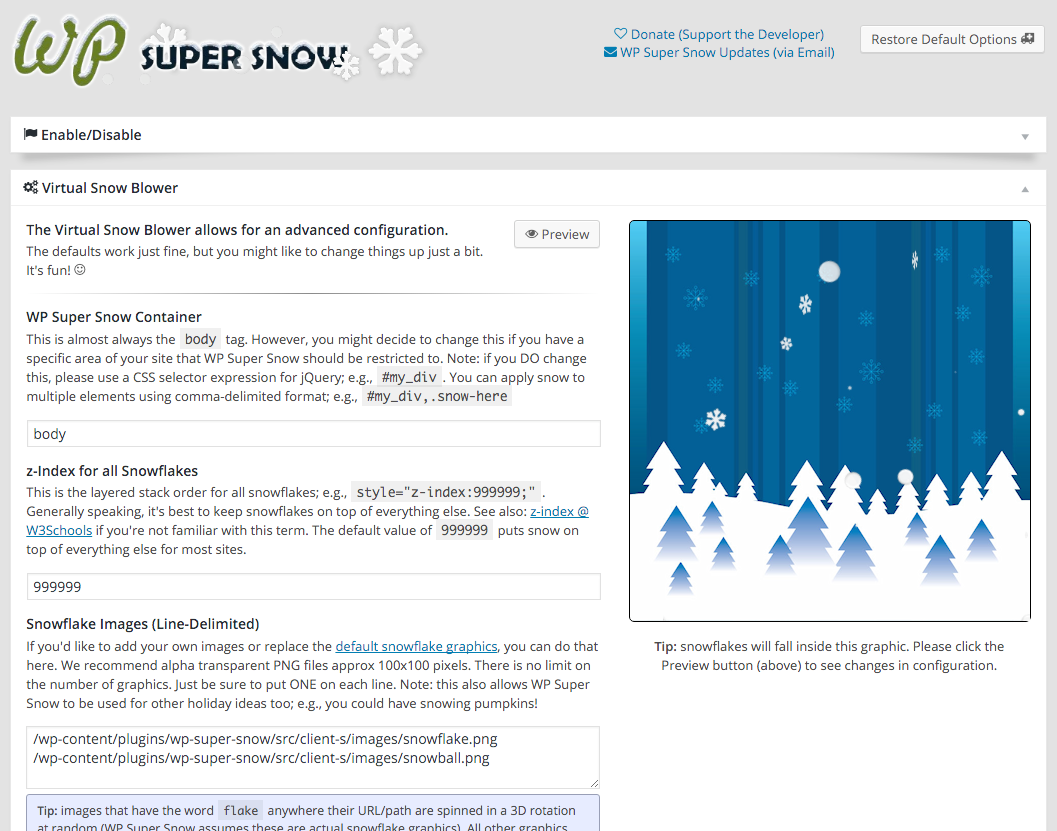 WP SUPER SNOW
Donate (Support the Developer)
WP Super Snow Updates (via Email)
Restore Default Options
Enable/Disable
Virtual Snow Blower
The Virtual Snow Blower allows for an advanced configuration.
Preview
The defaults work just fine, but you might like to change things up just a bit.
It's fun!
WP Super Snow Container
This is almost always the body tag. However, you might decide to change this if you have a
specific area of your site that WP Super Snow should be restricted to. Note: if you DO change
this, please use a CSS selector expression for jQuery; e.g., #my_div. You can apply snow to
multiple elements using comma-delimited format; e.g., #my_div,.snow-here
body
z-Index for all Snowflakes
This is the layered stack order for all snowflakes; e.g., style="z-index:999999;".
Generally speaking, it's best to keep snowflakes on top of everything else. See also: z-index @
W3Schools if you're not familiar with this term. The default value of 999999 puts snow on
top of everything else for most sites.
999999
Snowflake Images (Line-Delimited)
If you'd like to add your own images or replace the default snowflake graphics, you can do that
here. We recommend alpha transparent PNG files approx 100x100 pixels. There is no limit on
the number of graphics. Just be sure to put ONE on each line. Note: this also allows WP Super
Snow to be used for other holiday ideas too; e.g., you could have snowing pumpkins!
/wp-content/plugins/wp-super-snow/src/client-s/images/snowflake.png
/wp-content/plugins/wp-super-snow/src/client-s/images/snowball.png
Tip: images that have the word flake anywhere their URL/path are spinned in a 3D rotation
at random (WP Super Snow assumes these are actual snowflake graphics). All other graphics
Tip: snowflakes will fall inside this graphic. Please click the
Preview button (above) to see changes in configuration.